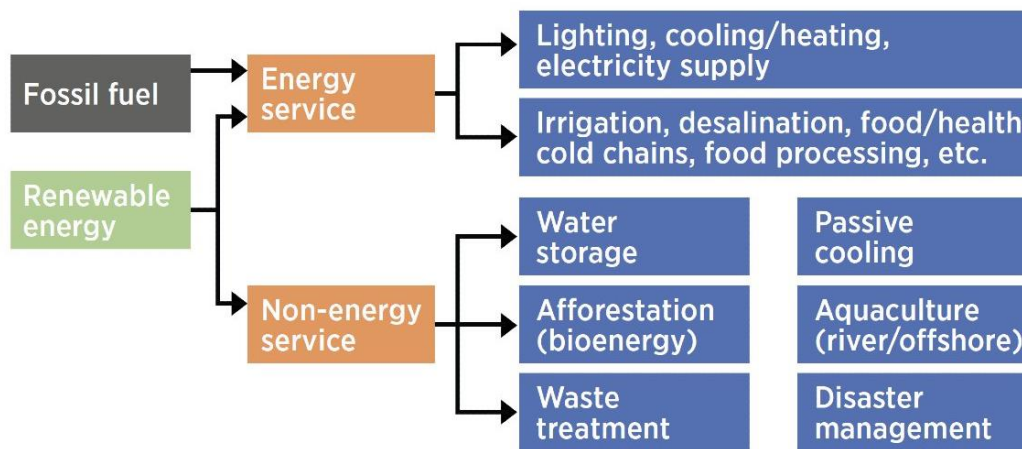 Fossil fuel
Renewable
energy
Energy
service
Non-energy
service
Lighting, cooling/heating,
electricity supply
Irrigation, desalination, food/health
cold chains, food processing, etc.
Water
storage
Passive
cooling
Afforestation
(bioenergy)
Aquaculture
(river/offshore)
Waste
treatment
Disaster
management